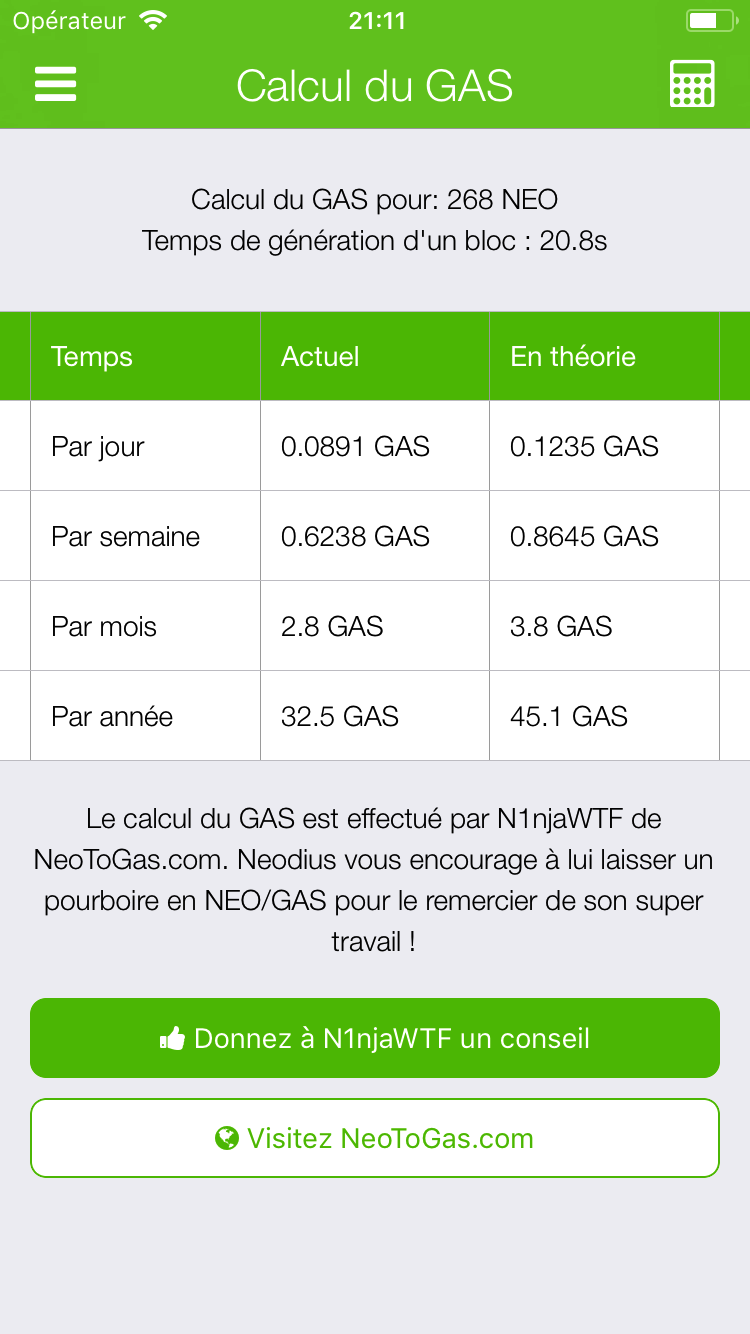 Opérateur 21:11
Calcul du GAS
Calcul du GAS pour: 268 NEO
Temps de génération d'un bloc : 20.8s
Temps Actuel En théorie
Par jour 0.0891 GAS 0.1235 GAS
Par semaine 0.6238 GAS 0.8645 GAS
Par mois 2.8 GAS 3.8 GAS
Par année 32.5 GAS 45.1 GAS
Le calcul du GAS est effectué par N1njaWTF de
NeoToGas.com. Neodius vous encourage à lui laisser un
pourboire en NEO/GAS pour le remercier de son super
travail !
Donnez à N1njaWTF un conseil
Visitez NeoToGas.com